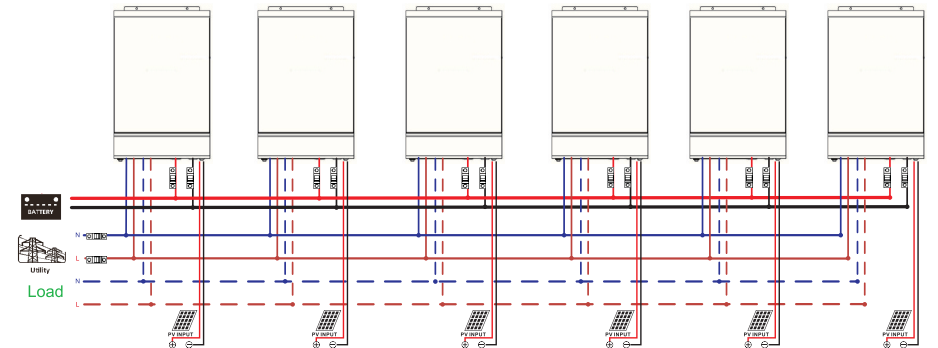 BATTERY
N
L
Utility
N
Load
L
PV INPUT
PV INPUT
PV INPUT
PV INPUT
PV INPUT
PV INPUT